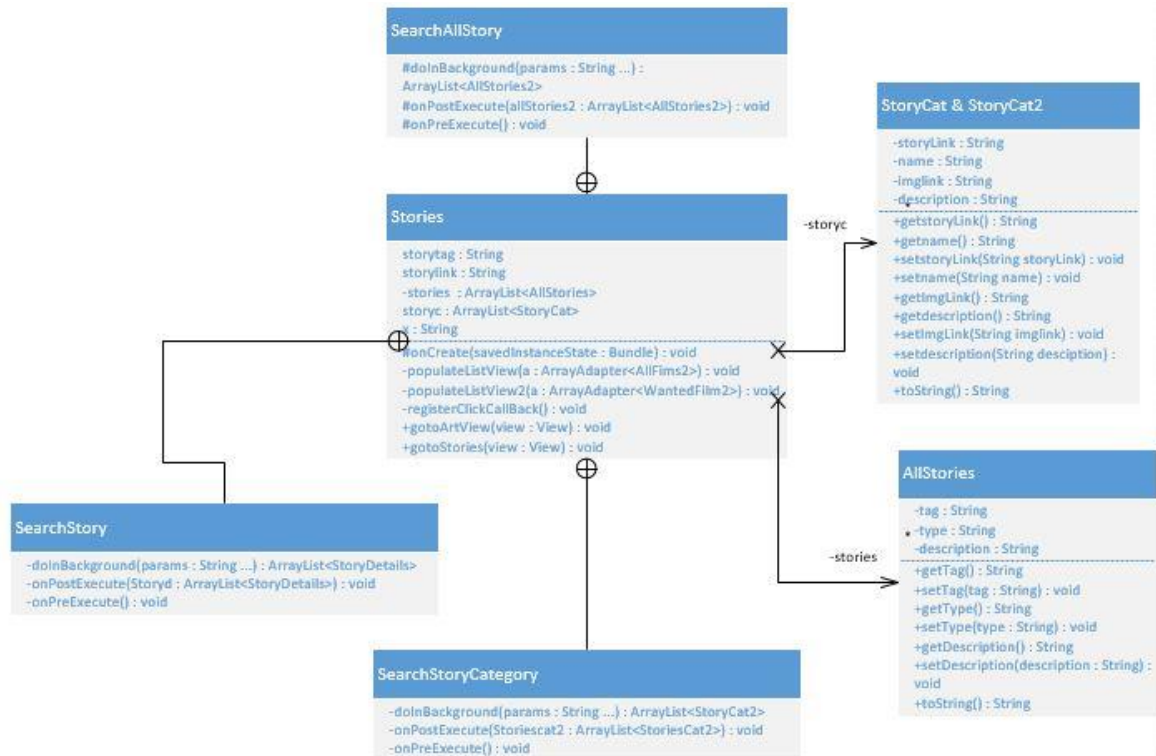 SearchAllStory
#doInBackground(params : String ...) :
ArrayList<AllStories2>
#onPostExecute(allStories2 : ArrayList<AllStories2>) : void
#onPreExecute() : void
StoryCat & StoryCat2
-storyLink : String
-name : String
-imglink : String
-description : String
+getstoryLink() : String
+getname() : String
+setstoryLink(String storyLink) : void
+setname(String name) : void
+getImgLink() : String
+getdescription() : String
+setImgLink(String imglink) : void
+setdescription(String desciption) :
void
+toString() : String
Stories
storytag : String
storylink : String
-stories : ArrayList<AllStories>
storyc : ArrayList<StoryCat>
x : String
#onCreate(savedInstanceState : Bundle) : void
-populateListView(a : ArrayAdapter<AllFims2>) : void
-populateListView2(a : ArrayAdapter<WantedFilm2>) : void
-registerClickCallBack() : void
+gotoArtView(view : View) : void
+gotoStories(view : View) : void
-storyc
-stories
AllStories
-tag : String
-type : String
-description : String
+getTag() : String
+setTag(tag : String) : void
+getType() : String
+setType(type : String) : void
+getDescription() : String
+setDescription(description : String) :
void
+toString() : String
SearchStory
-doInBackground(params : String ...) : ArrayList<StoryDetails>
-onPostExecute(Storyd : ArrayList<StoryDetails>) : void
-onPreExecute() : void
SearchStoryCategory
-doInBackground(params : String ...) : ArrayList<StoryCat2>
-onPostExecute(Storiescat2 : ArrayList<StoriesCat2>) : void
-onPreExecute() : void